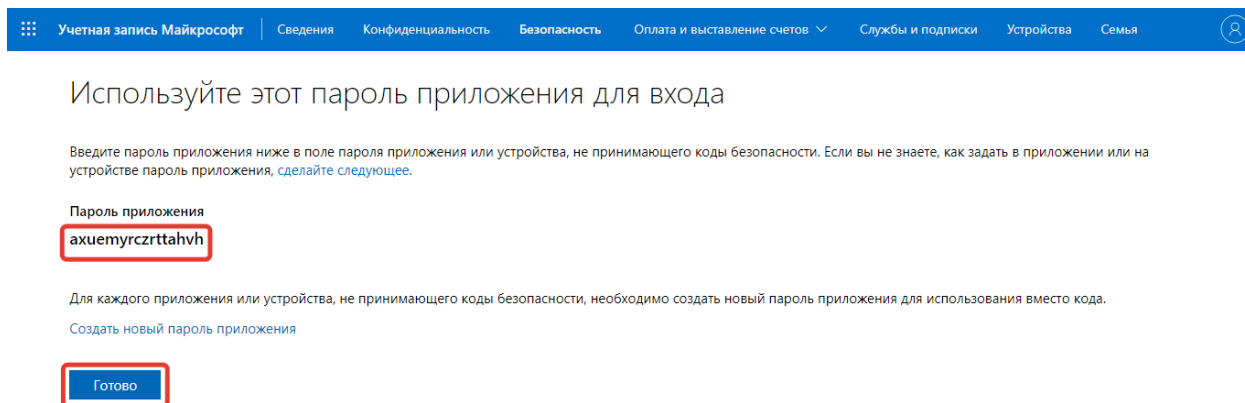 Учетная запись Майкрософт Сведения Конфиденциальность Безопасность Оплата и выставление счетов Службы и подписки Устройства Семья
Используйте этот пароль приложения для входа
Введите пароль приложения ниже в поле пароля приложения или устройства, не принимающего коды безопасности. Если вы не знаете, как задать в приложении или на
устройстве пароль приложения, сделайте следующее.
Пароль приложения
axuemyrczrttahvh
Для каждого приложения или устройства, не принимающего коды безопасности, необходимо создать новый пароль приложения для использования вместо кода.
Создать новый пароль приложения
Готово